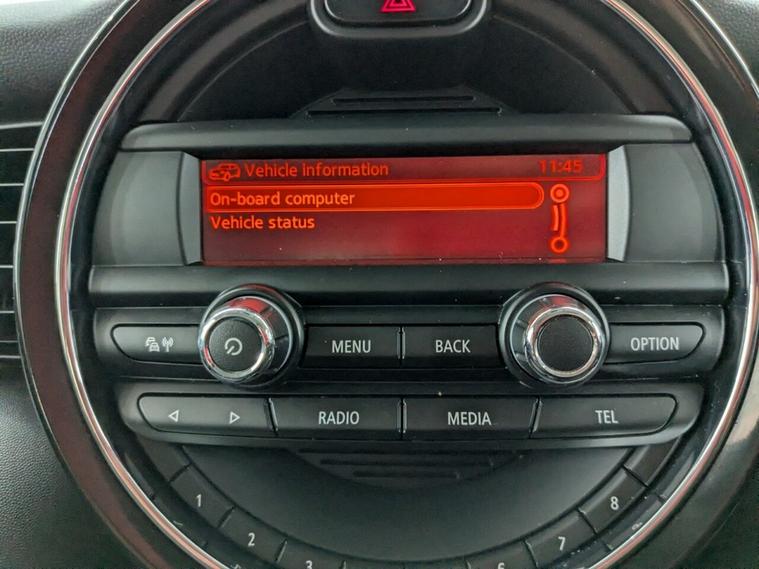 Vehicle information 11:45
On-board computer
Vehicle status
MENU BACK OPTION
RADIO MEDIA TEL
1 8
2 7
3